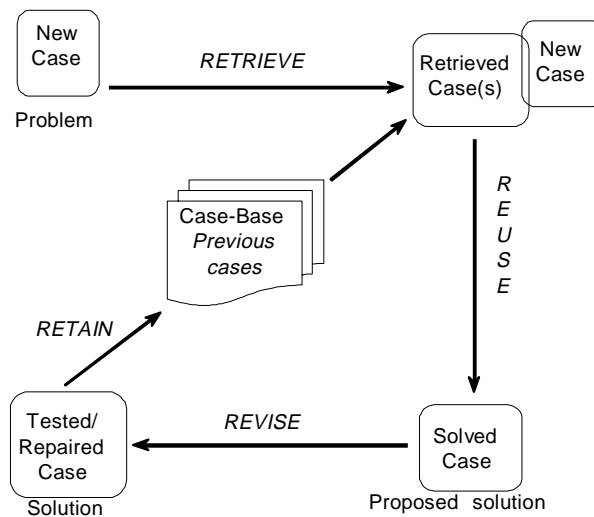 New
Case
Problem
RETRIEVE
Retrieved
Case(s)
New
Case
R
E
U
S
E
Case-Base
Previous
cases
RETAIN
Tested/
Repaired
Case
Solution
REVISE
Solved
Case
Proposed solution